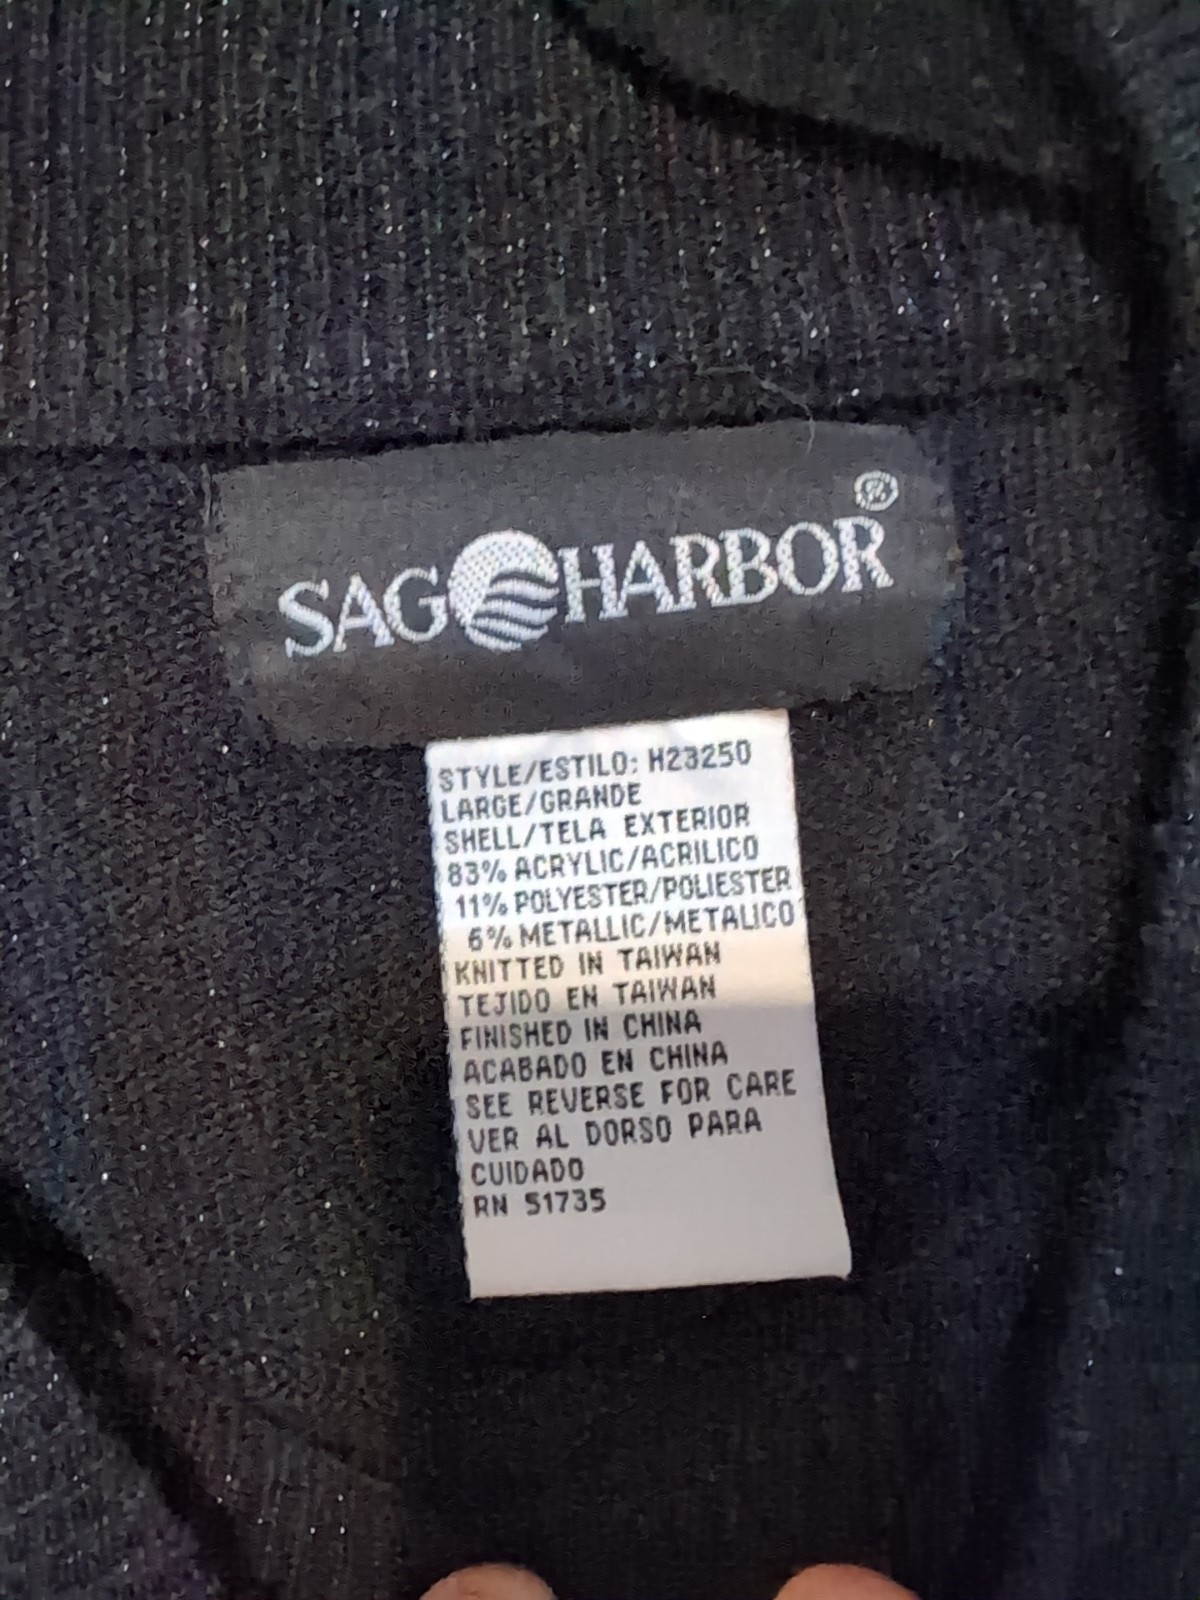 SAG HARBOR®
STYLE/ESTILO: H23250
LARGE/GRANDE
SHELL/TELA EXTERIOR
83% ACRYLIC/ACRILICO
11% POLYESTER/POLIESTER
6% METALLIC/METALICO
KNITTED IN TAIWAN
TEJIDO EN TAIWAN
FINISHED IN CHINA
ACABADO EN CHINA
SEE REVERSE FOR CARE
VER AL DORSO PARA
CUIDADO
RN 51735